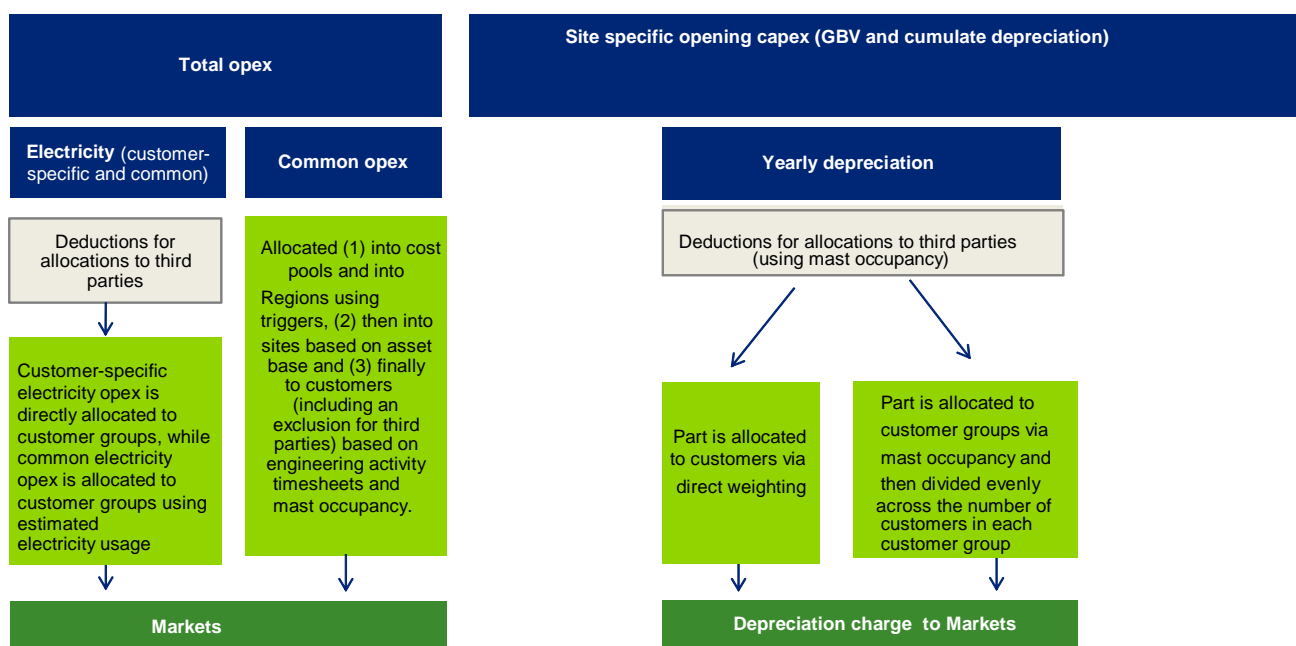 Total opex
Site specific opening capex (GBV and cumulate depreciation)
Electricity (customer-
specific and common)
Common opex
Yearly depreciation
Deductions for
allocations to third
parties
Allocated (1) into cost
pools and into
Regions using
triggers, (2) then into
sites based on asset
base and (3) finally
to customers
(including an
exclusion for third
parties) based on
engineering activity
timesheets and
mast occupancy.
Deductions for allocations to third parties
(using mast occupancy)
Customer-specific
electricity opex is
directly allocated to
customer groups, while
common electricity
opex is allocated to
customer groups using
estimated
electricity usage
Part is allocated
to customers via
direct weighting
Part is allocated to
customer groups via
mast occupancy and
then divided evenly
across the number of
customers in each
customer group
Markets
Depreciation charge to Markets